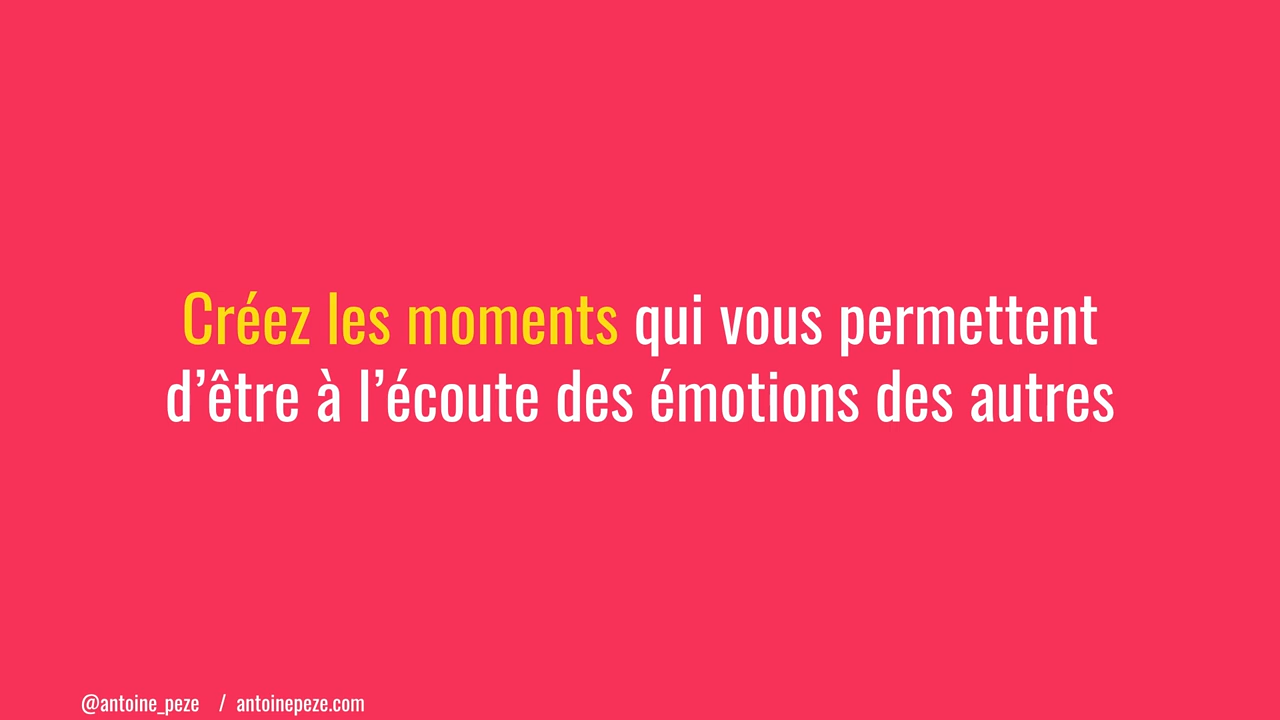 Créez les moments qui vous permettent
d’être à l’écoute des émotions des autres
@antoine_peze / antoinepeze.com